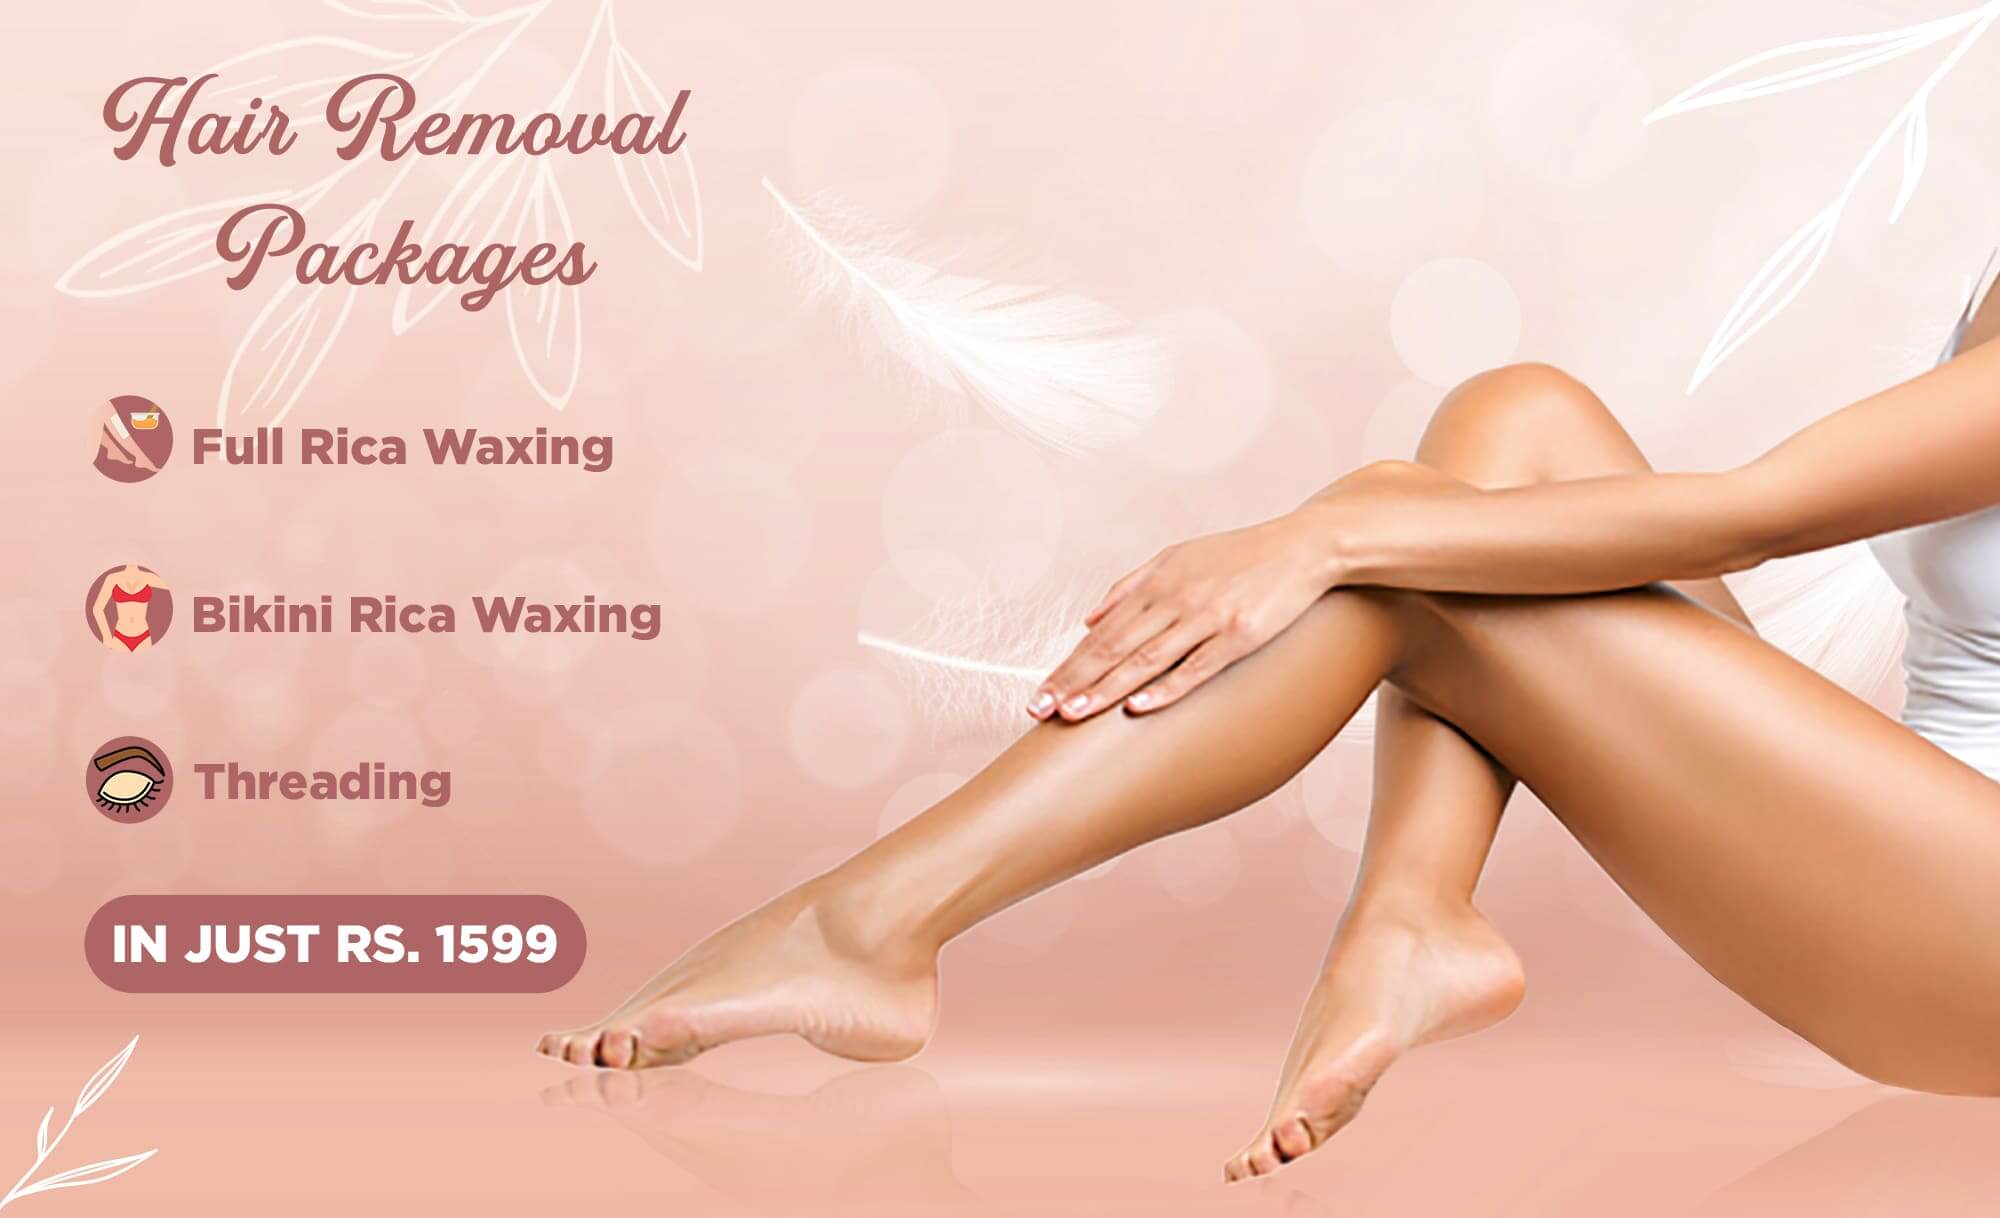 Hair Removal
Packages
Full Rica Waxing
Bikini Rica Waxing
Threading
IN JUST RS. 1599